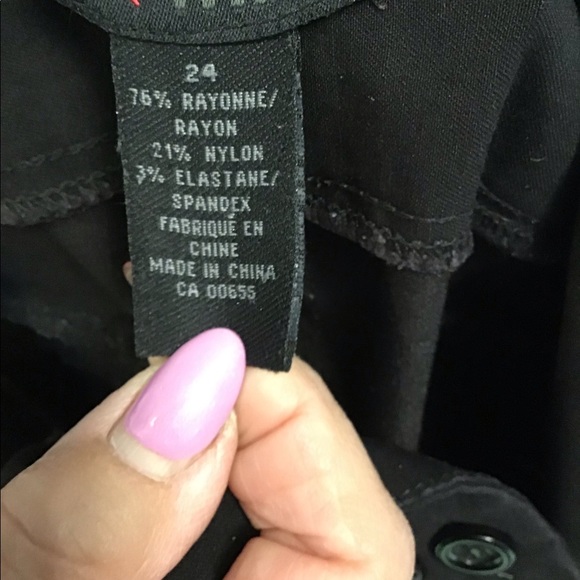 24
76% RAYONNE/
RAYON
21% NYLON
3% ELASTANE/
SPANDEX
FABRIQUÉ EN
CHINE
MADE IN CHINA
CA 00655